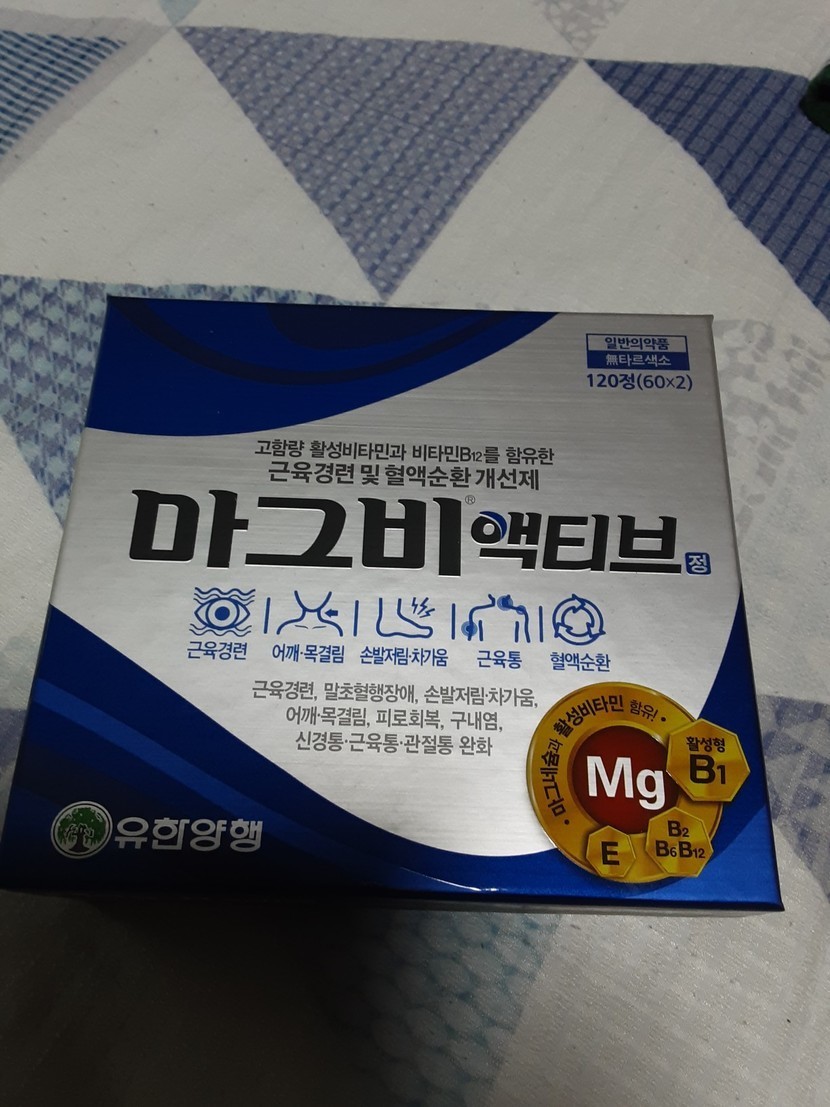 일반의약품
無타르색소
120정(60×2)
고함량 활성비타민과 비타민B12를 함유한
근육경련 및 혈액순환 개선제
마그비® 액티브 정
근육경련
어깨·목결림
손발저림·차가움
근육통
혈액순환
근육경련, 말초혈행장애, 손발저림·차가움,
어깨·목결림, 피로회복, 구내염,
신경통·근육통·관절통 완화
• 마그네슘과 활성비타민 함유! •
Mg
활성형
B1
B2
B6 B12
E
유한양행